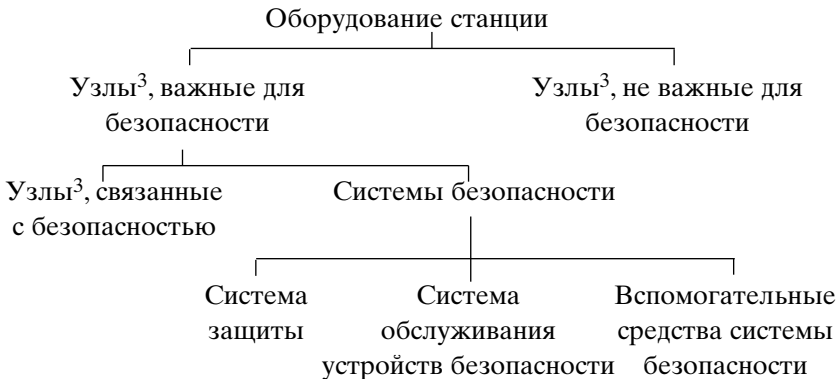 Оборудование станции
Узлы³, важные для
безопасности
Узлы³, не важные для
безопасности
Узлы³, связанные
с безопасностью
Системы безопасности
Система
защиты
Система
обслуживания
устройств безопасности
Вспомогательные
средства системы
безопасности